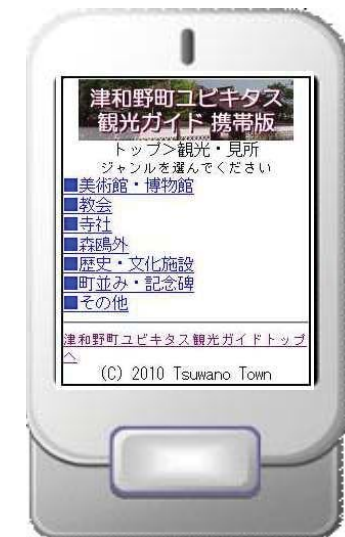 津和野町ユビキタス
観光ガイド 携帯版
トップ>観光・見所
ジャンルを選んでください
■美術館・博物館
■教会
■寺社
■森鴎外
■歴史・文化施設
■町並み・記念碑
■その他
津和野町ユビキタス観光ガイドトップ
へ
(C) 2010 Tsuwano Town